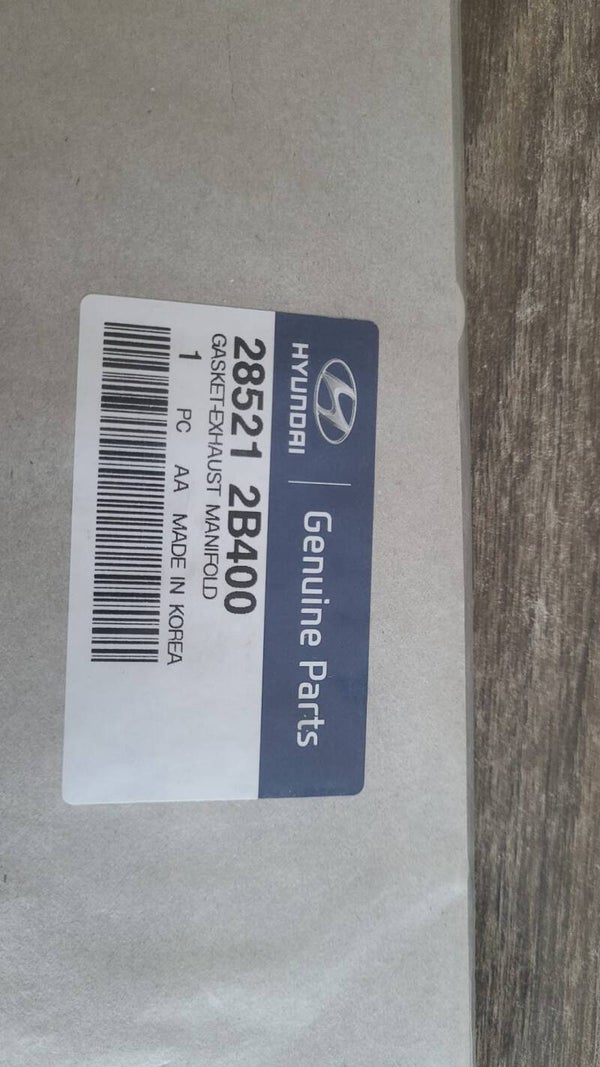 HYUNDAI | Genuine Parts
28521 2B400
GASKET-EXHAUST MANIFOLD
1 PC AA MADE IN KOREA